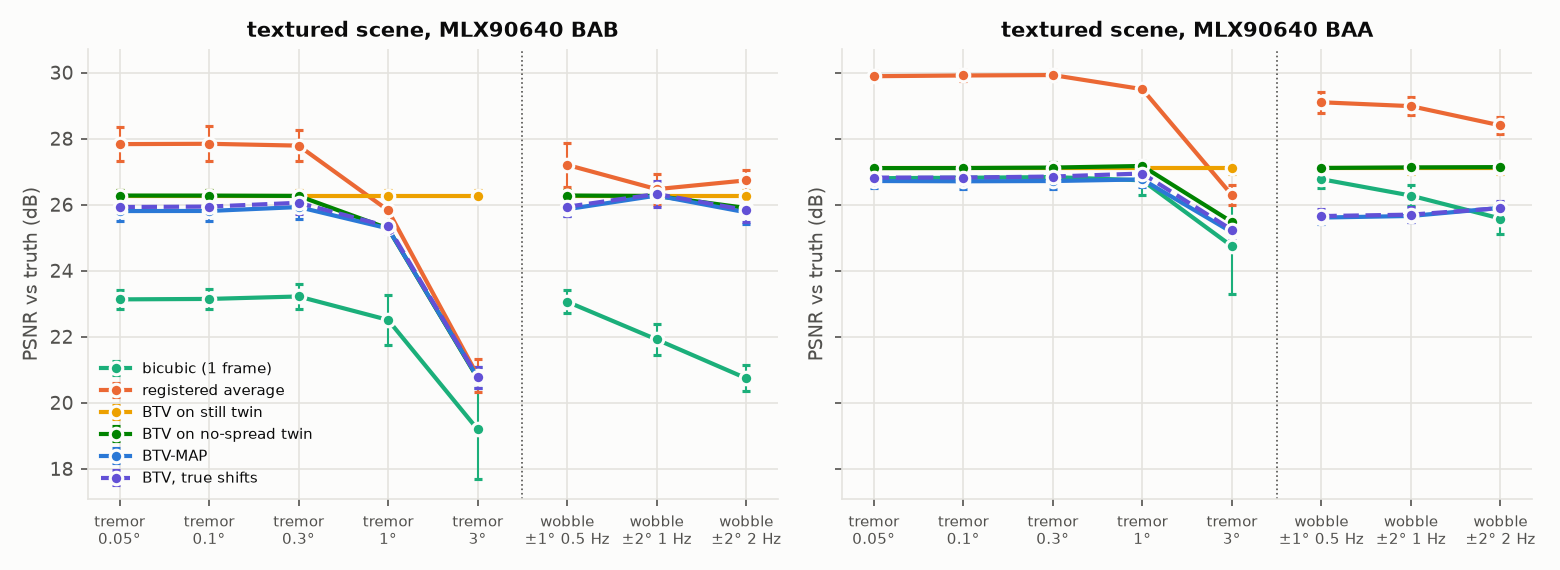 textured scene, MLX90640 BAB
textured scene, MLX90640 BAA
PSNR vs truth (dB)
30
28
26
24
22
20
18
bicubic (1 frame)
registered average
BTV on still twin
BTV on no-spread twin
BTV-MAP
BTV, true shifts
tremor
0.05°
tremor
0.1°
tremor
0.3°
tremor
1°
tremor
3°
wobble
±1° 0.5 Hz
wobble
±2° 1 Hz
wobble
±2° 2 Hz
PSNR vs truth (dB)
tremor
0.05°
tremor
0.1°
tremor
0.3°
tremor
1°
tremor
3°
wobble
±1° 0.5 Hz
wobble
±2° 1 Hz
wobble
±2° 2 Hz